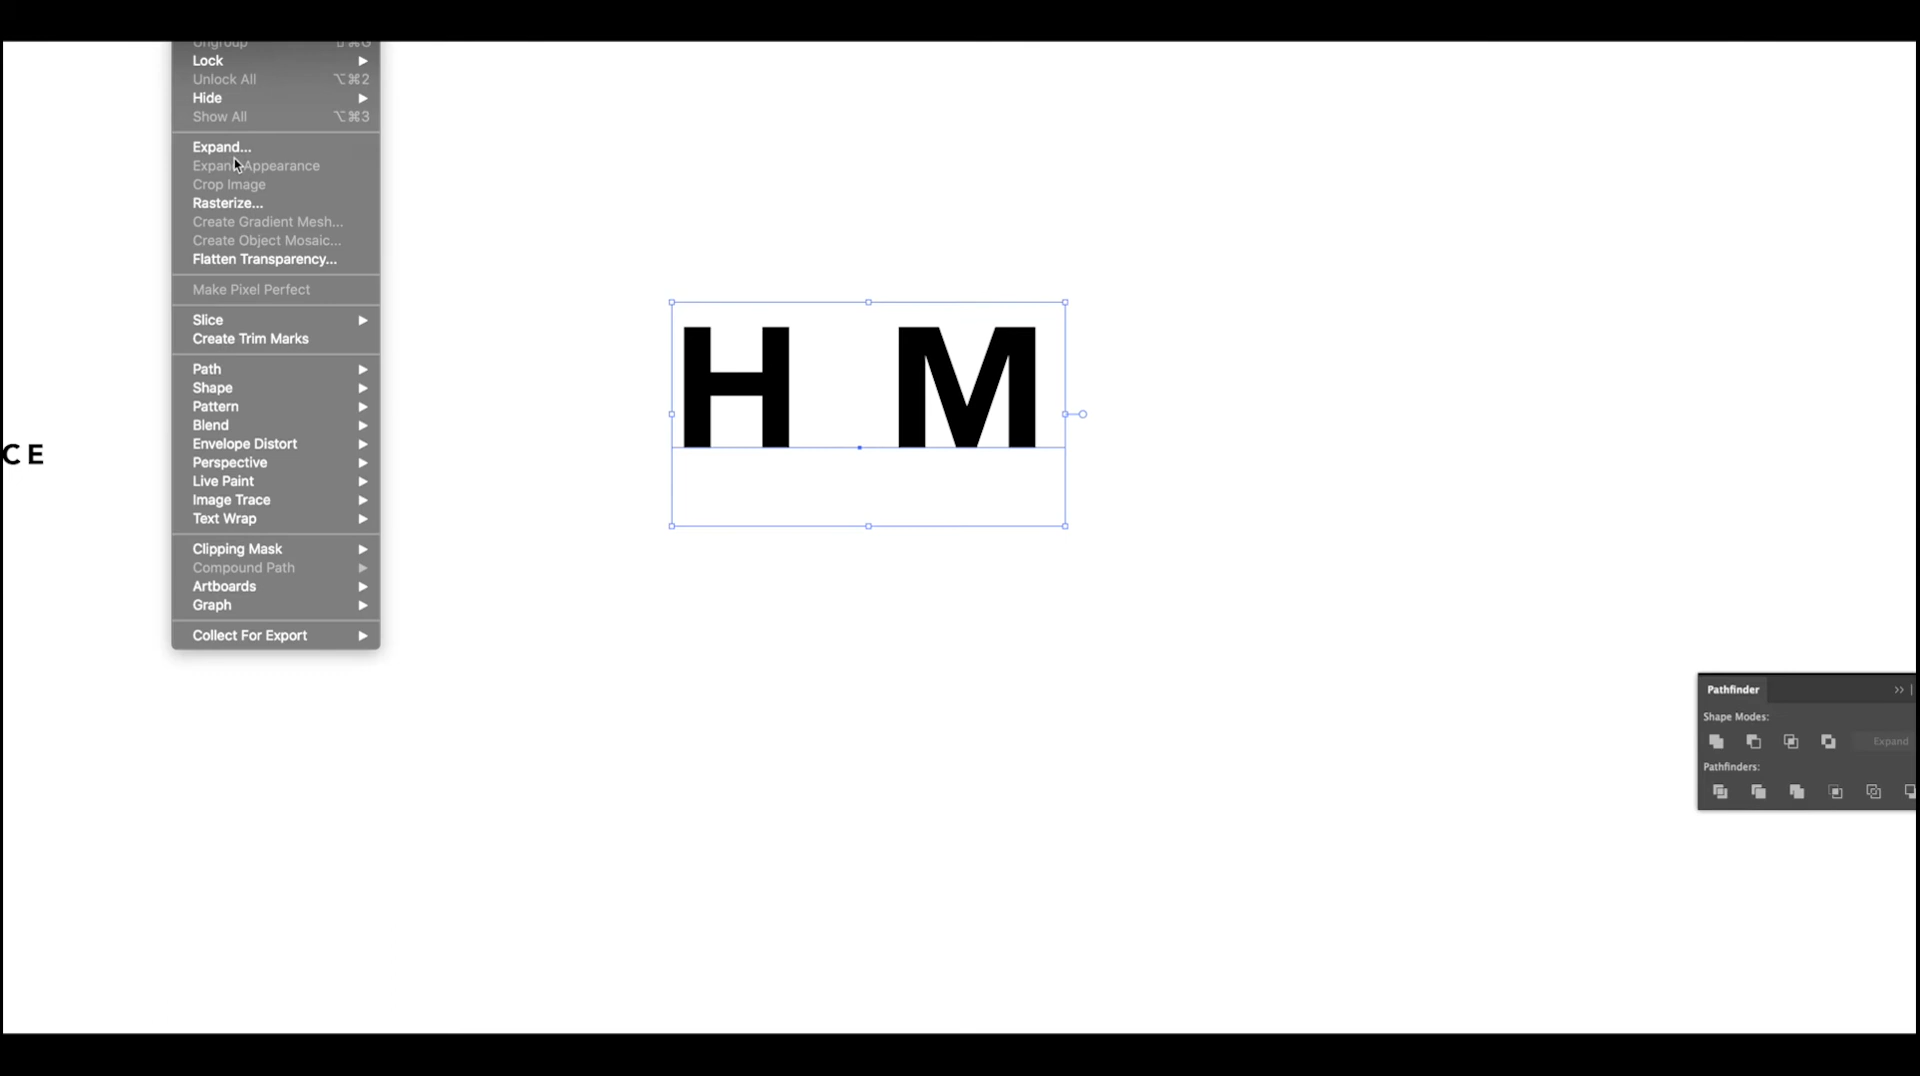 Ungroup ⇧⌘G
Lock
Unlock All ⌥⌘2
Hide
Show All ⌥⌘3
Expand...
Expand Appearance
Crop Image
Rasterize...
Create Gradient Mesh...
Create Object Mosaic...
Flatten Transparency...
Make Pixel Perfect
Slice
Create Trim Marks
Path
Shape
Pattern
Blend
Envelope Distort
Perspective
Live Paint
Image Trace
Text Wrap
Clipping Mask
Compound Path
Artboards
Graph
Collect For Export
CE
H M
Pathfinder
Shape Modes:
Expand
Pathfinders: